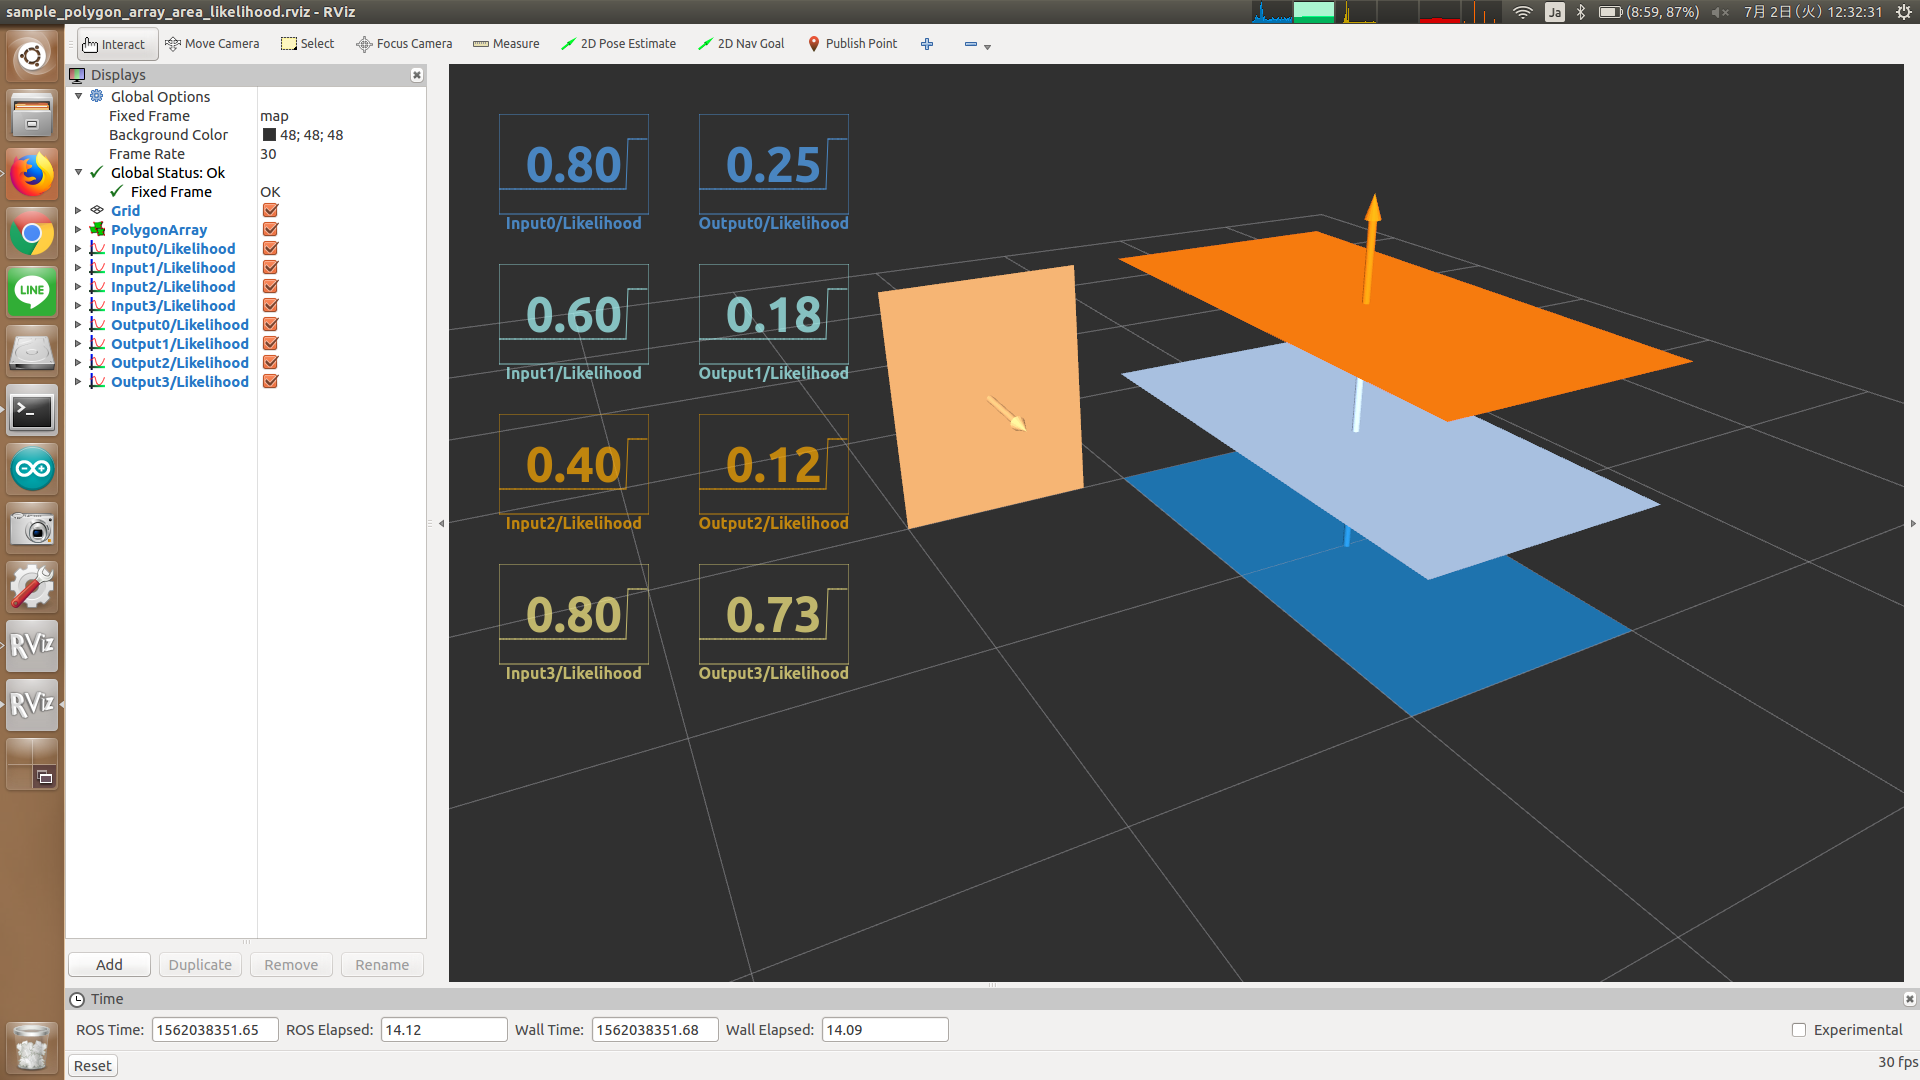 sample_polygon_array_area_likelihood.rviz - RViz
Ja
(8:59, 87%)
7月 2日 (火) 12:32:31
Interact
Move Camera
Select
Focus Camera
Measure
2D Pose Estimate
2D Nav Goal
Publish Point
Displays
Global Options
Fixed Frame map
Background Color 48; 48; 48
Frame Rate 30
Global Status: Ok
Fixed Frame OK
Grid
PolygonArray
Input0/Likelihood
Input1/Likelihood
Input2/Likelihood
Input3/Likelihood
Output0/Likelihood
Output1/Likelihood
Output2/Likelihood
Output3/Likelihood
LINE
RViz
RViz
0.80 0.25
Input0/Likelihood Output0/Likelihood
0.60 0.18
Input1/Likelihood Output1/Likelihood
0.40 0.12
Input2/Likelihood Output2/Likelihood
0.80 0.73
Input3/Likelihood Output3/Likelihood
Add Duplicate Remove Rename
Time
ROS Time: 1562038351.65 ROS Elapsed: 14.12 Wall Time: 1562038351.68 Wall Elapsed: 14.09 Experimental
Reset 30 fps